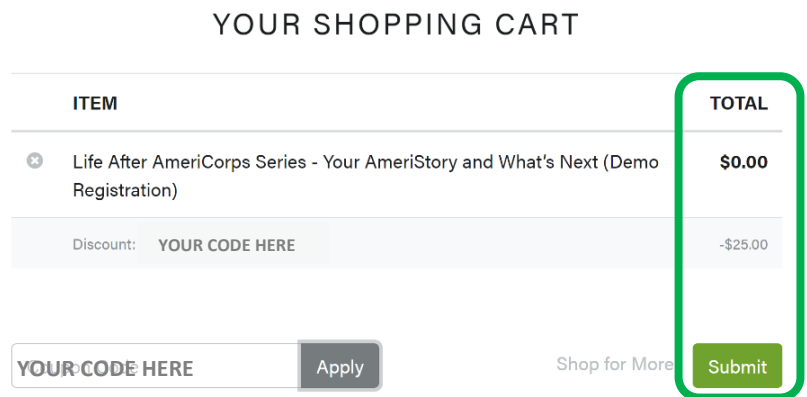 YOUR SHOPPING CART
ITEM TOTAL
Life After AmeriCorps Series - Your AmeriStory and What's Next (Demo $0.00
Registration)
Discount: YOUR CODE HERE -$25.00
YOUR CODE HERE Apply Shop for More Submit